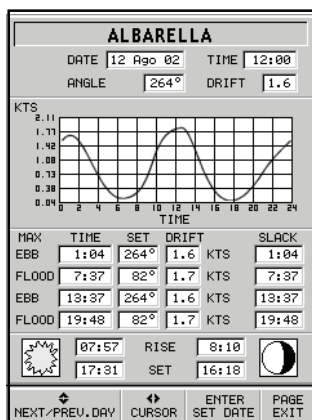 ALBARELLA
DATE 12 Ago 02 TIME 12:00
ANGLE 264° DRIFT 1.6
KTS
2.11
1.77
1.42
1.08
0.73
0.38
0.04
0 2 4 6 8 10 12 14 16 18 20 22 24
TIME
MAX TIME SET DRIFT SLACK
EBB 1:04 264° 1.6 KTS 1:04
FLOOD 7:37 82° 1.7 KTS 7:37
EBB 13:37 264° 1.6 KTS 13:37
FLOOD 19:48 82° 1.7 KTS 19:48
07:57 RISE 8:10
17:31 SET 16:18
ENTER PAGE
NEXT/PREV.DAY CURSOR SET DATE EXIT